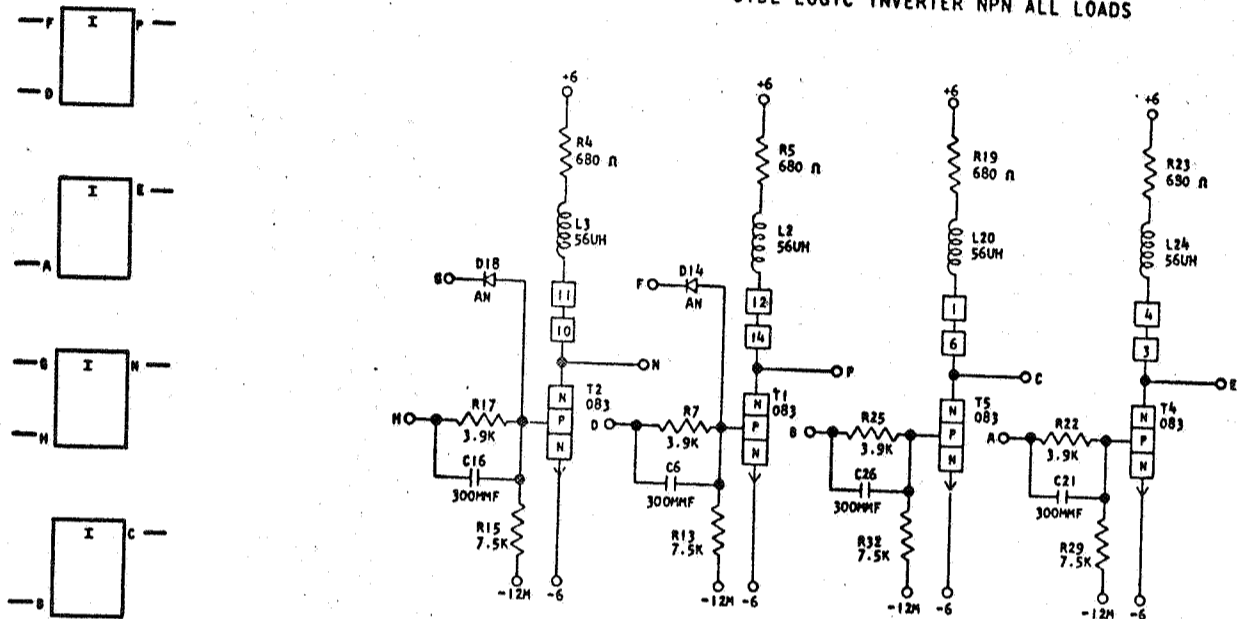 LOGIC INVERTER NPN ALL LOADS
F I P
D
I E
A
G I N
H
I C
B
+6
R4
680 Ω
L3
56UH
D18
G
AN
11
10
N
T2
083
N
P
N
H
R17
3.9K
C16
300MMF
R15
7.5K
-12M -6
+6
R5
680 Ω
L2
56UH
D14
F
AN
12
14
P
T1
083
N
P
N
D
R7
3.9K
C6
300MMF
R13
7.5K
-12M -6
+6
R19
680 Ω
L20
56UH
1
6
C
T5
083
N
P
N
B
R25
3.9K
C26
300MMF
R32
7.5K
-12M -6
+6
R23
680 Ω
L24
56UH
4
3
E
T4
083
N
P
N
A
R22
3.9K
C21
300MMF
R29
7.5K
-12M -6